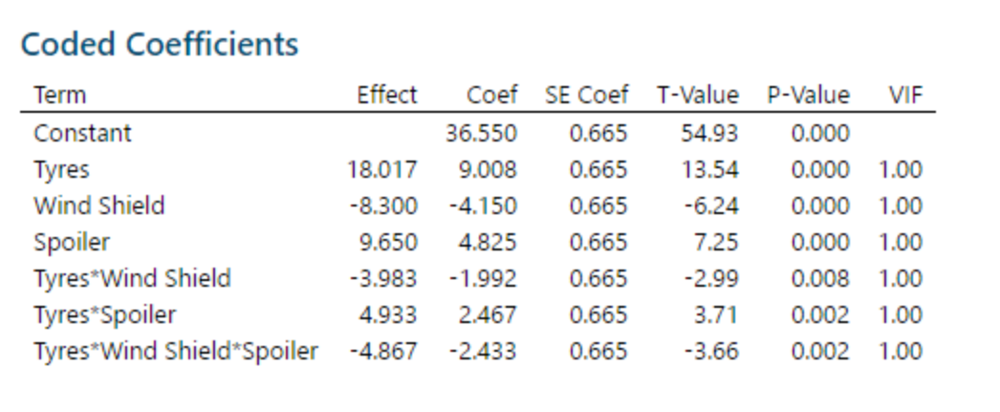 Coded Coefficients
Term Effect Coef SE Coef T-Value P-Value VIF
Constant 36.550 0.665 54.93 0.000
Tyres 18.017 9.008 0.665 13.54 0.000 1.00
Wind Shield -8.300 -4.150 0.665 -6.24 0.000 1.00
Spoiler 9.650 4.825 0.665 7.25 0.000 1.00
Tyres*Wind Shield -3.983 -1.992 0.665 -2.99 0.008 1.00
Tyres*Spoiler 4.933 2.467 0.665 3.71 0.002 1.00
Tyres*Wind Shield*Spoiler -4.867 -2.433 0.665 -3.66 0.002 1.00